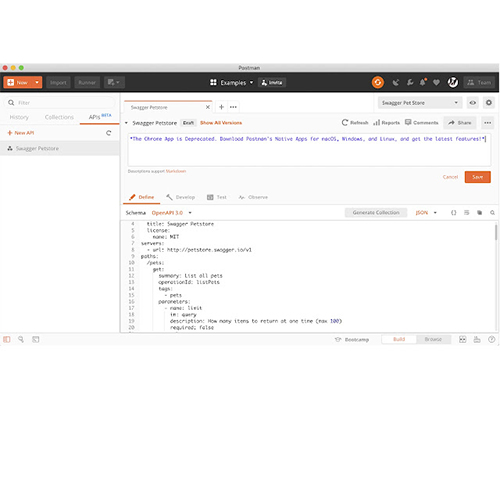 Postman
New
Import
Runner
Examples
Invite
Team
Filter
History
Collections
APIs BETA
+ New API
Swagger Petstore
Swagger Petstore
Swagger Pet Store
Swagger Petstore
Draft
Show All Versions
Refresh
Reports
Comments
Share
*The Chrome App is Deprecated. Download Postman's Native Apps for macOS, Windows, and Linux, and get the latest features!*
Descriptions support Markdown
Cancel
Save
Define
Develop
Test
Observe
Schema
OpenAPI 3.0
Generate Collection
JSON
4 title: Swagger Petstore
5 license:
6 name: MIT
7 servers:
8 - url: http://petstore.swagger.io/v1
9 paths:
10 /pets:
11 get:
12 summary: List all pets
13 operationId: listPets
14 tags:
15 - pets
16 parameters:
17 - name: limit
18 in: query
19 description: How many items to return at one time (max 100)
20 required: false
Bootcamp
Build
Browse